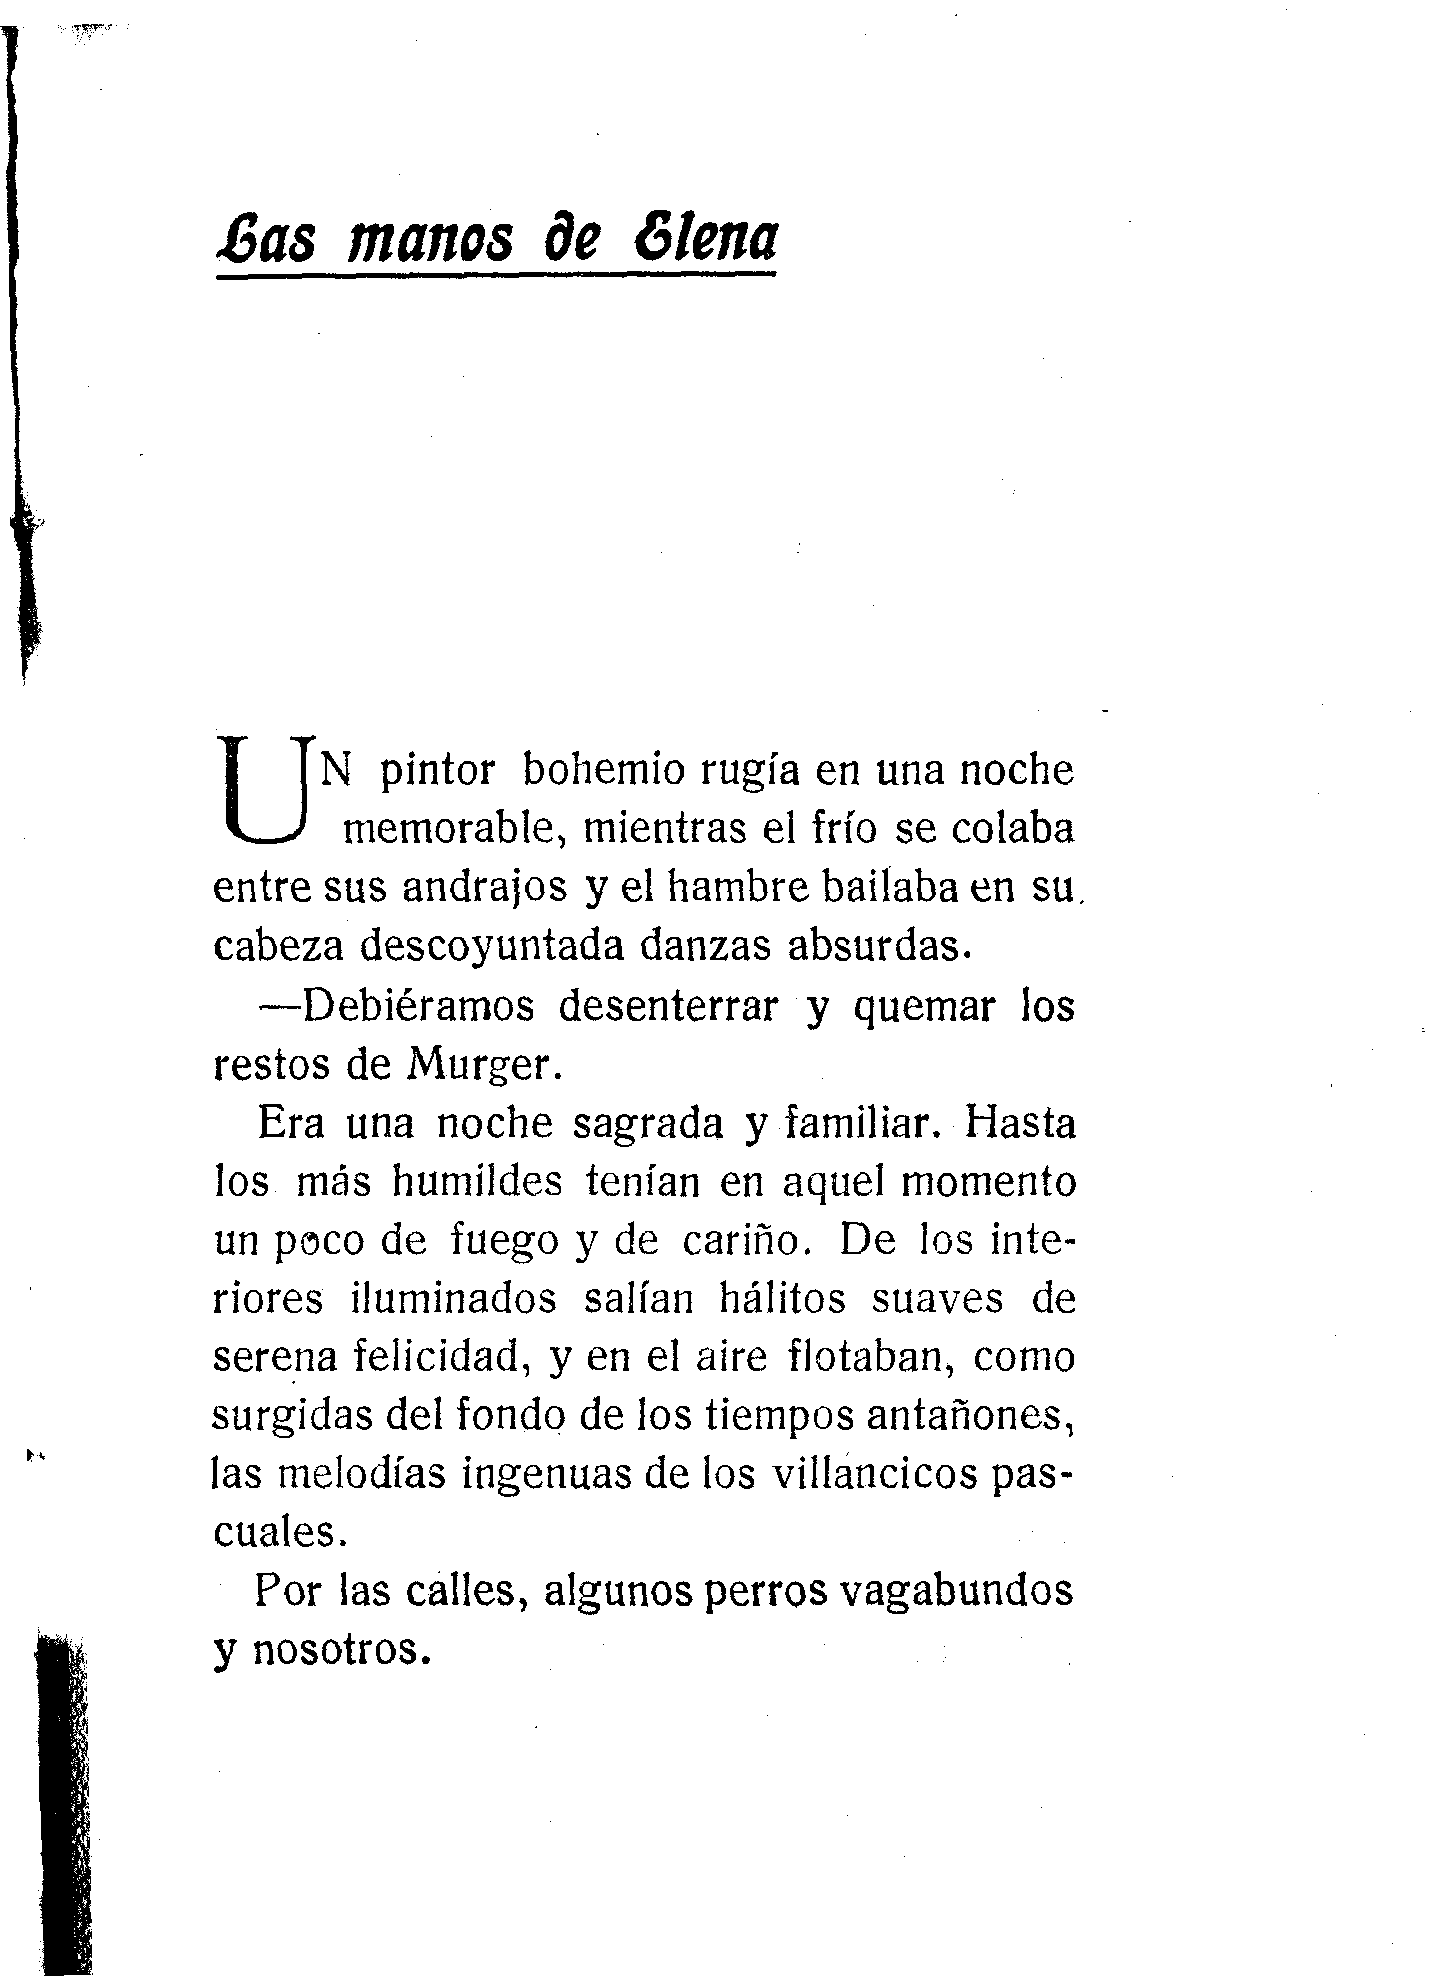 Las manos de Elena
UN pintor bohemio rugía en una noche
memorable, mientras el frío se colaba
entre sus andrajos y el hambre bailaba en su
cabeza descoyuntada danzas absurdas.
—Debiéramos desenterrar y quemar los
restos de Murger.
Era una noche sagrada y familiar. Hasta
los más humildes tenían en aquel momento
un poco de fuego y de cariño. De los inte-
riores iluminados salían hálitos suaves de
serena felicidad, y en el aire flotaban, como
surgidas del fondo de los tiempos antañones,
las melodías ingenuas de los villancicos pas-
cuales.
Por las calles, algunos perros vagabundos
y nosotros.